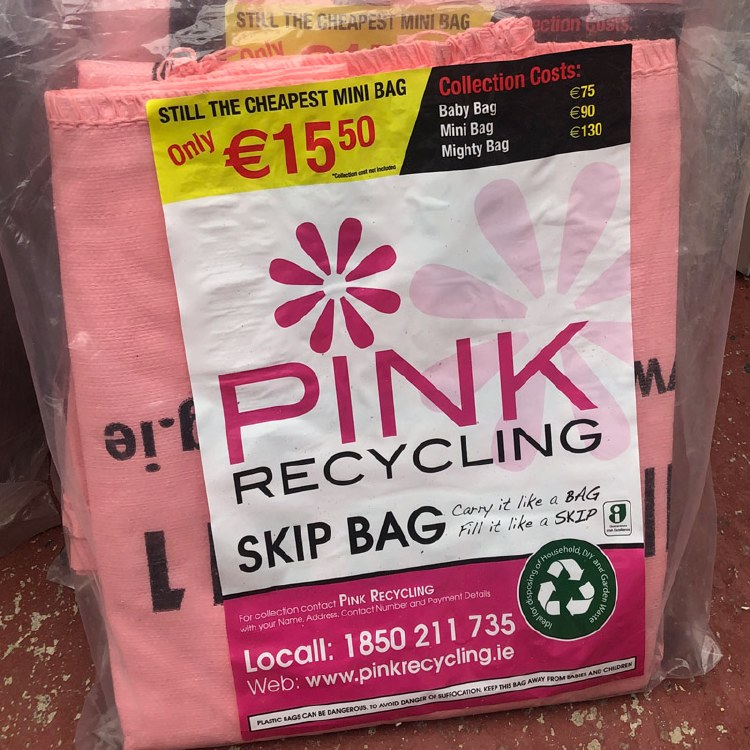 STILL THE CHEAPEST MINI BAG
Collection Costs:
STILL THE CHEAPEST MINI BAG
Only €15 50
*Collection cost not included
Collection Costs:
Baby Bag €75
Mini Bag €90
Mighty Bag €130
PINK
RECYCLING
SKIP BAG
Carry it like a BAG
Fill it like a SKIP
For collection contact PINK RECYCLING
with your Name, Address, Contact Number and Payment Details
Locall: 1850 211 735
Web: www.pinkrecycling.ie
Ideal for disposing of Household, DIY and Garden Waste
PLASTIC BAGS CAN BE DANGEROUS. TO AVOID DANGER OF SUFFOCATION, KEEP THIS BAG AWAY FROM BABIES AND CHILDREN
g.ie